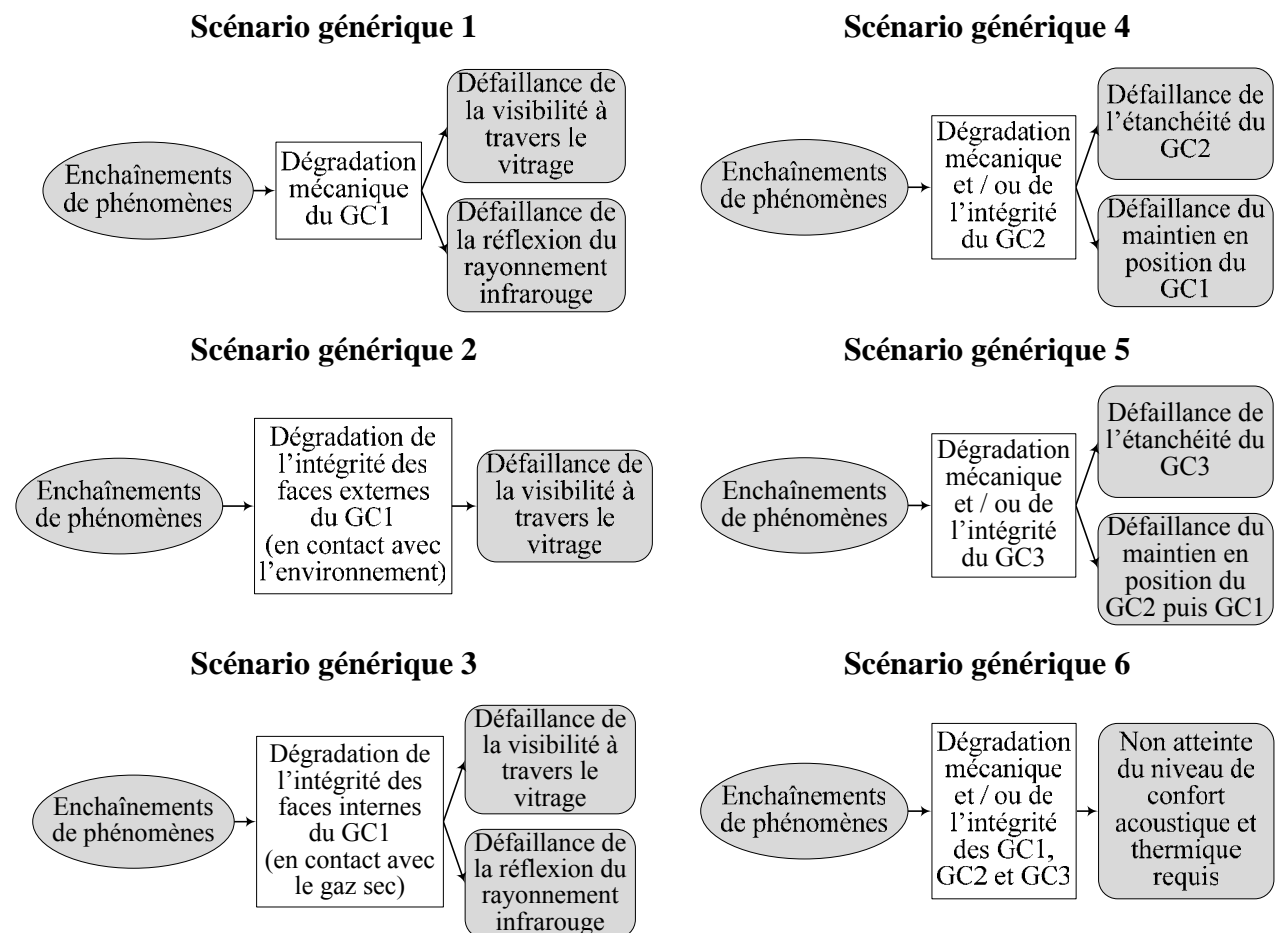 Scénario générique 1
Enchaînements
de phénomènes
Dégradation
mécanique
du GC1
Défaillance de
la visibilité à
travers le
vitrage
Défaillance de
la réflexion du
rayonnement
infrarouge
Scénario générique 2
Enchaînements
de phénomènes
Dégradation de
l'intégrité des
faces externes
du GC1
(en contact avec
l'environnement)
Défaillance de
la visibilité à
travers le
vitrage
Scénario générique 3
Enchaînements
de phénomènes
Dégradation de
l'intégrité des
faces internes
du GC1
(en contact avec
le gaz sec)
Défaillance de
la visibilité à
travers le
vitrage
Défaillance de
la réflexion du
rayonnement
infrarouge
Scénario générique 4
Enchaînements
de phénomènes
Dégradation
mécanique
et / ou de
l'intégrité
du GC2
Défaillance de
l'étanchéité du
GC2
Défaillance du
maintien en
position du
GC1
Scénario générique 5
Enchaînements
de phénomènes
Dégradation
mécanique
et / ou de
l'intégrité
du GC3
Défaillance de
l'étanchéité du
GC3
Défaillance du
maintien en
position du
GC2 puis GC1
Scénario générique 6
Enchaînements
de phénomènes
Dégradation
mécanique
et / ou de
l'intégrité
des GC1,
GC2 et GC3
Non atteinte
du niveau de
confort
acoustique et
thermique
requis